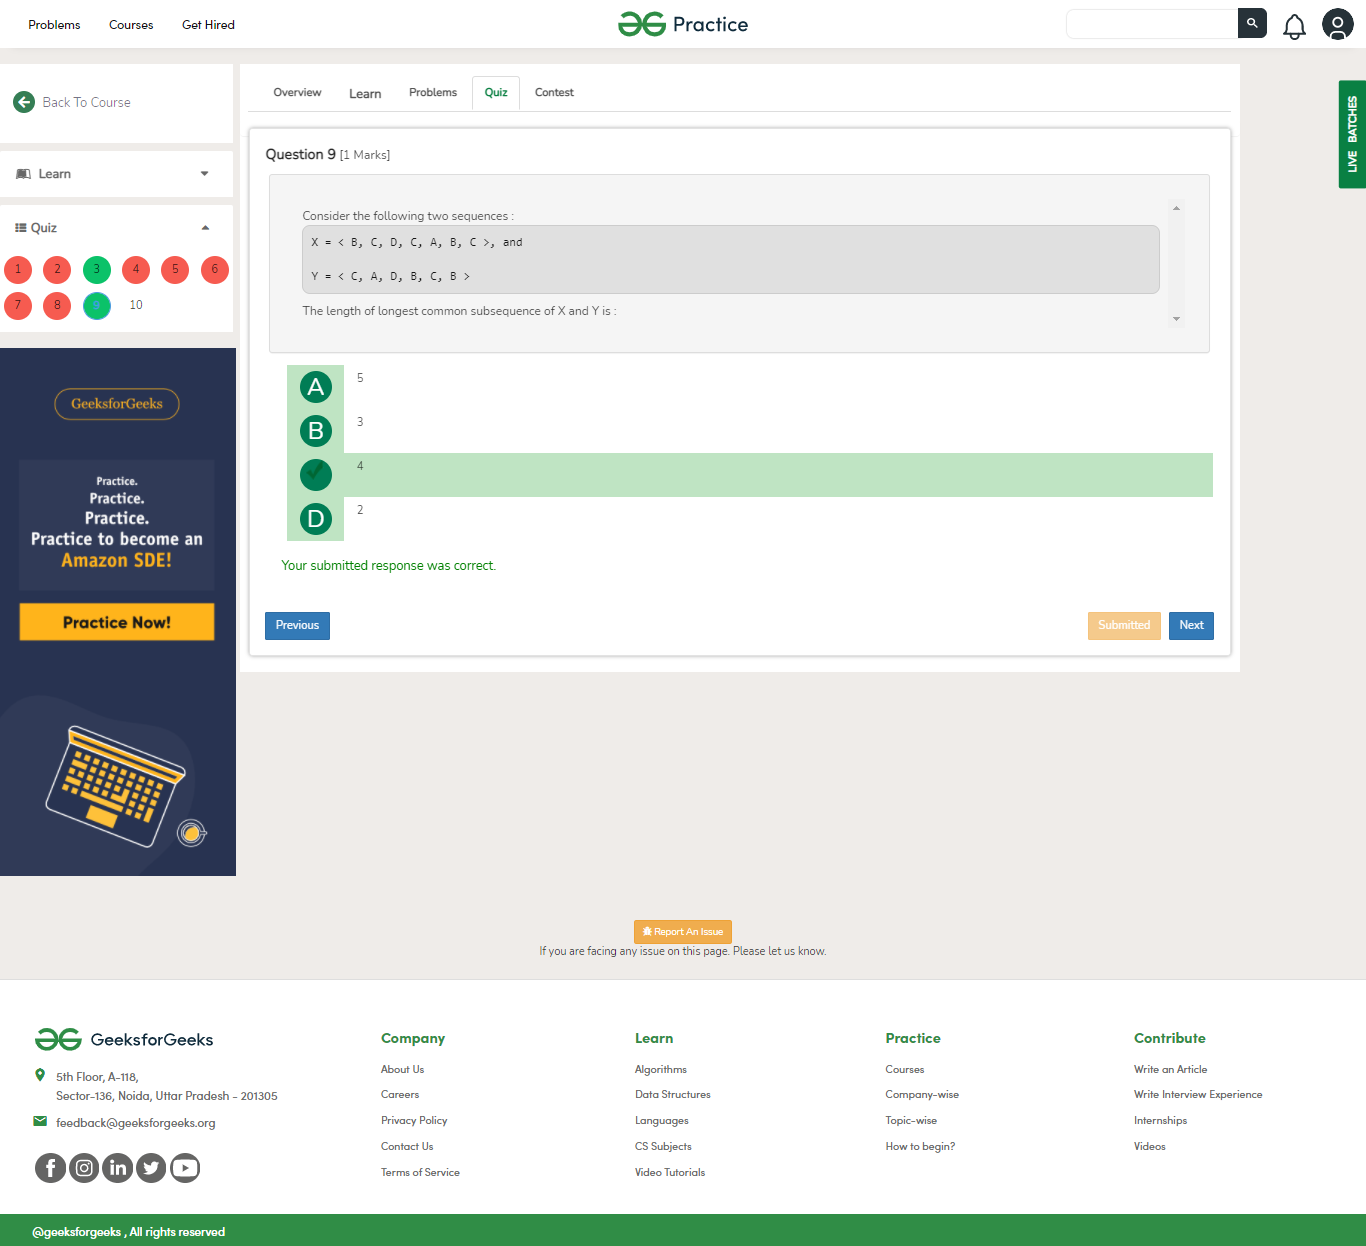 Problems Courses Get Hired
Practice
Back To Course
Learn
Quiz
1 2 3 4 5 6
7 8 10
GeeksforGeeks
Practice.
Practice.
Practice.
Practice to become an
Amazon SDE!
Practice Now!
Overview Learn Problems Quiz Contest
Question 9 [1 Marks]
Consider the following two sequences :
X = < B, C, D, C, A, B, C >, and
Y = < C, A, D, B, C, B >
The length of longest common subsequence of X and Y is :
A 5
B 3
4
D 2
Your submitted response was correct.
Previous Submitted Next
LIVE BATCHES
Report An Issue
If you are facing any issue on this page. Please let us know.
GeeksforGeeks
5th Floor, A-118,
Sector-136, Noida, Uttar Pradesh - 201305
feedback@geeksforgeeks.org
Company
About Us
Careers
Privacy Policy
Contact Us
Terms of Service
Learn
Algorithms
Data Structures
Languages
CS Subjects
Video Tutorials
Practice
Courses
Company-wise
Topic-wise
How to begin?
Contribute
Write an Article
Write Interview Experience
Internships
Videos
@geeksforgeeks , All rights reserved